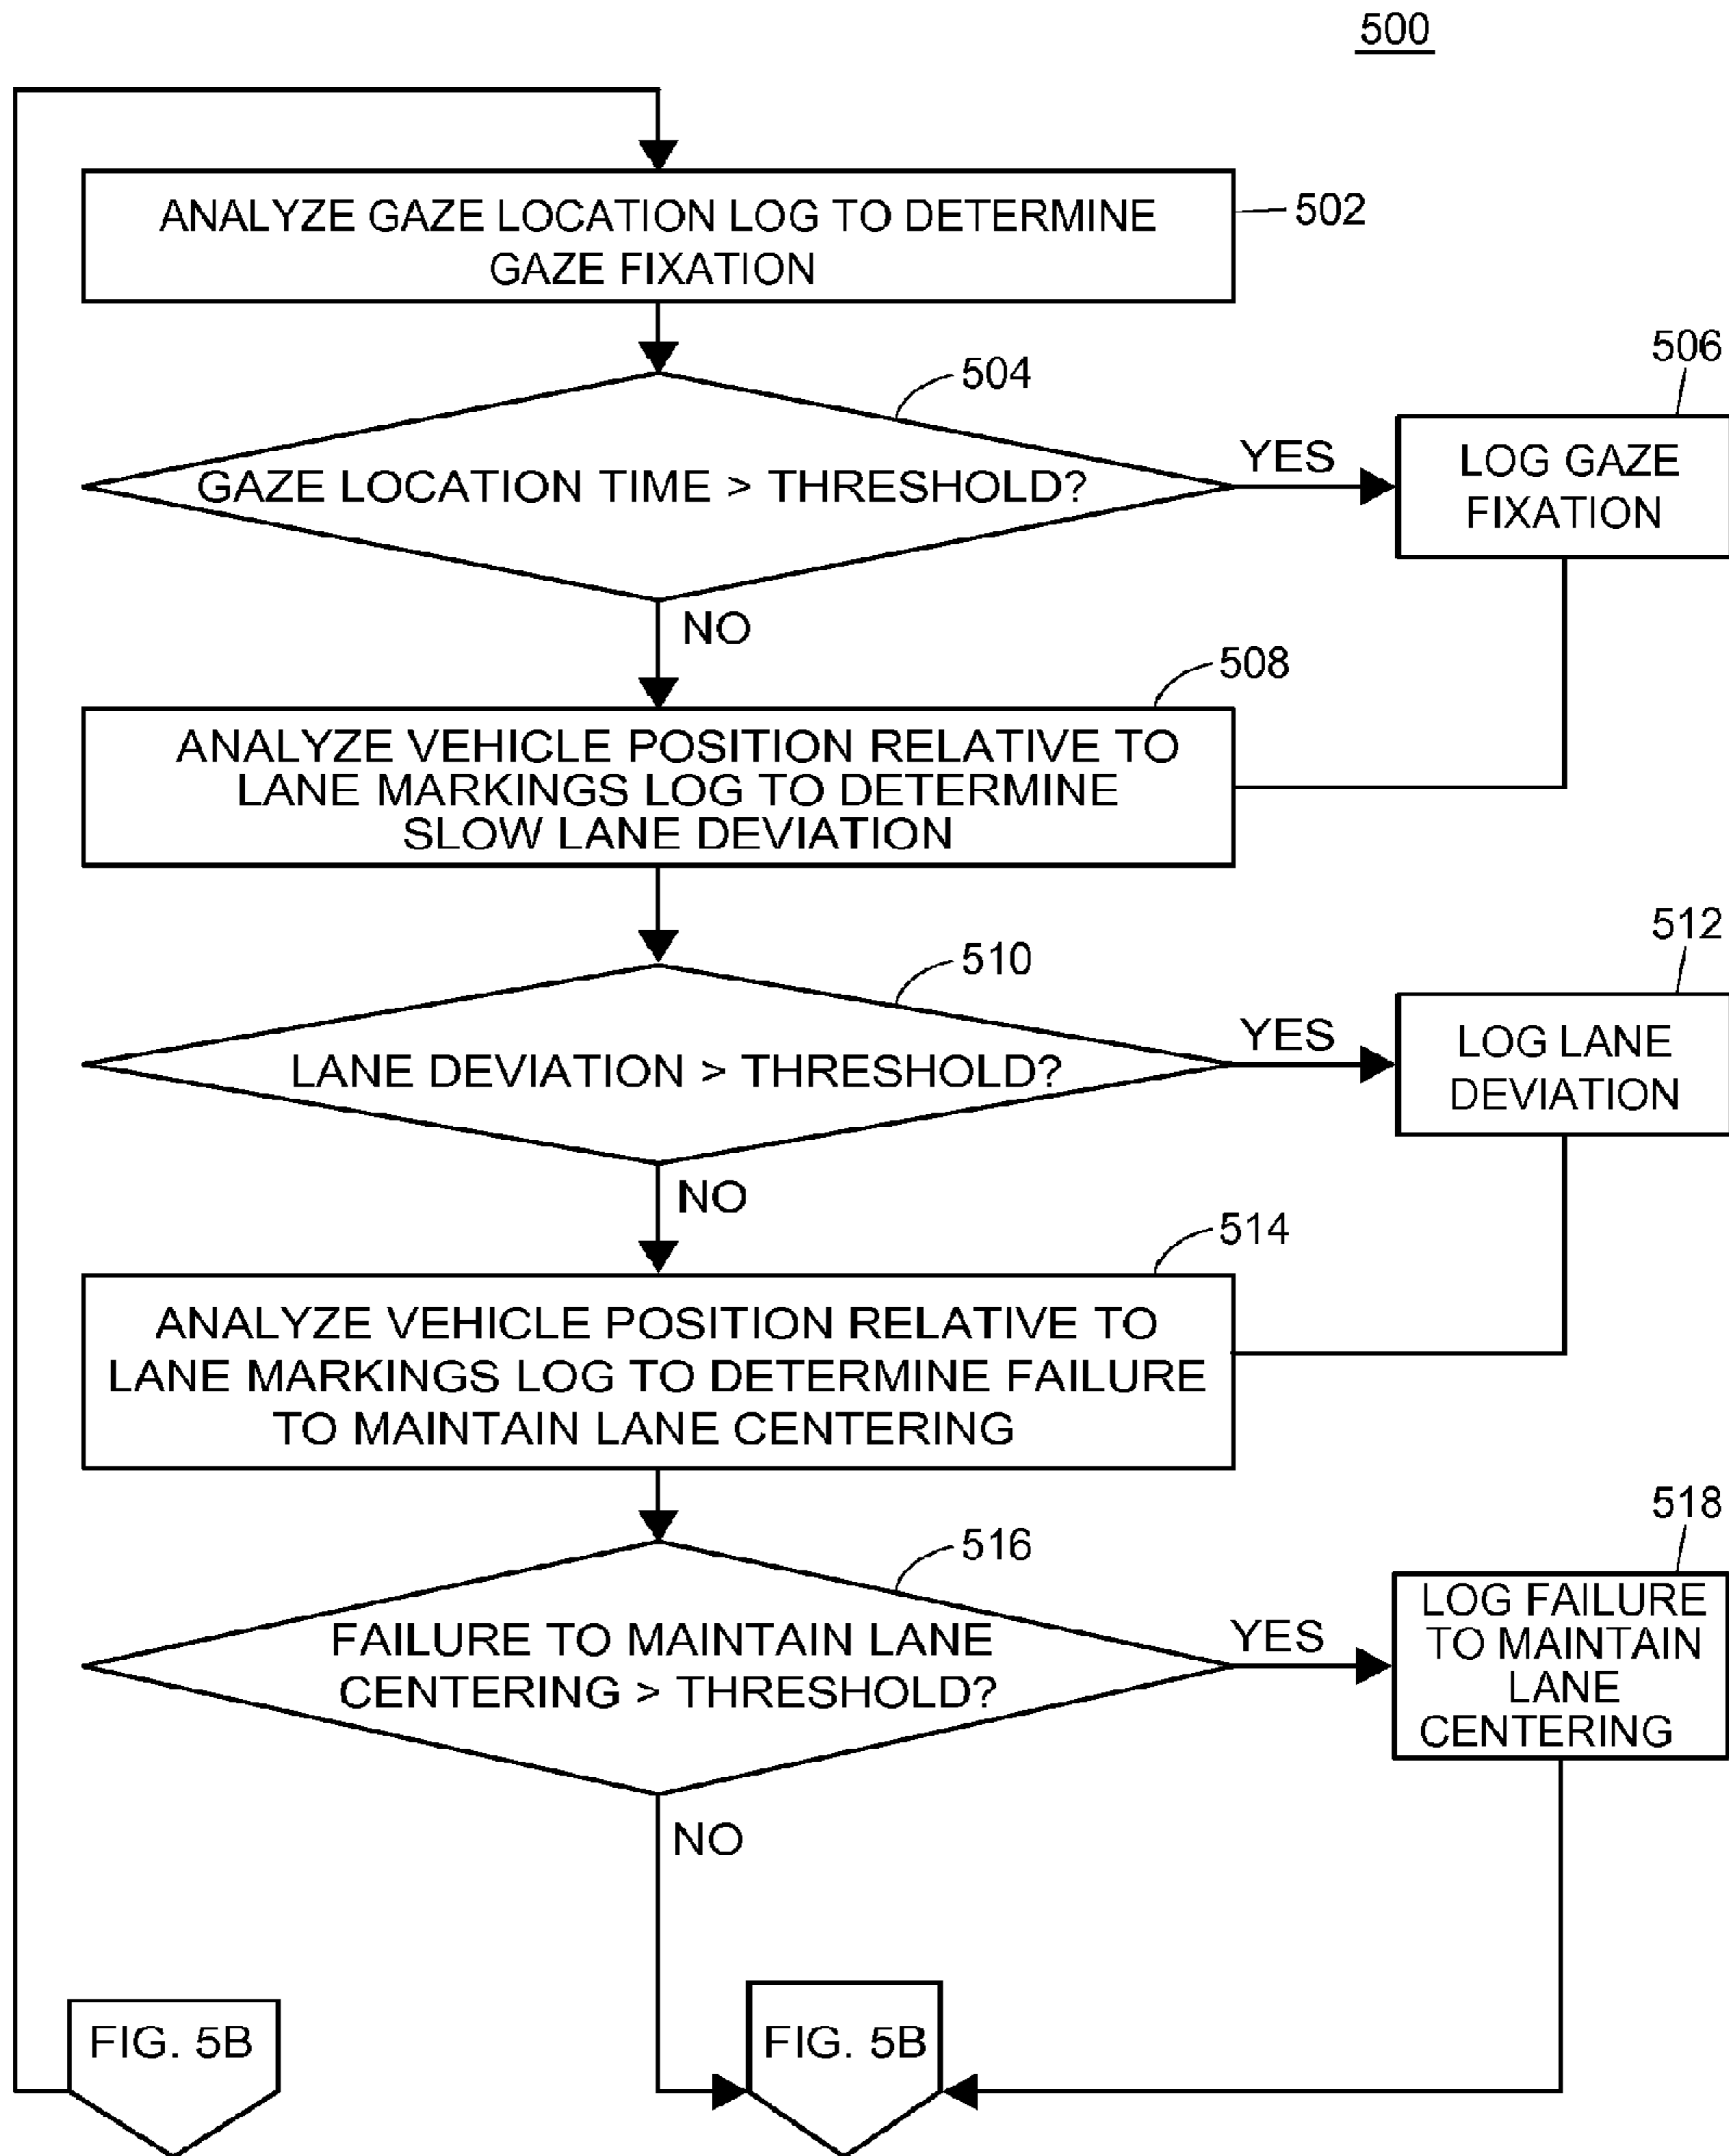 500
ANALYZE GAZE LOCATION LOG TO DETERMINE
GAZE FIXATION
502
504
GAZE LOCATION TIME > THRESHOLD?
YES
506
LOG GAZE
FIXATION
NO
508
ANALYZE VEHICLE POSITION RELATIVE TO
LANE MARKINGS LOG TO DETERMINE
SLOW LANE DEVIATION
510
LANE DEVIATION > THRESHOLD?
YES
512
LOG LANE
DEVIATION
NO
514
ANALYZE VEHICLE POSITION RELATIVE TO
LANE MARKINGS LOG TO DETERMINE FAILURE
TO MAINTAIN LANE CENTERING
516
FAILURE TO MAINTAIN LANE
CENTERING > THRESHOLD?
YES
518
LOG FAILURE
TO MAINTAIN
LANE
CENTERING
NO
FIG. 5B
FIG. 5B